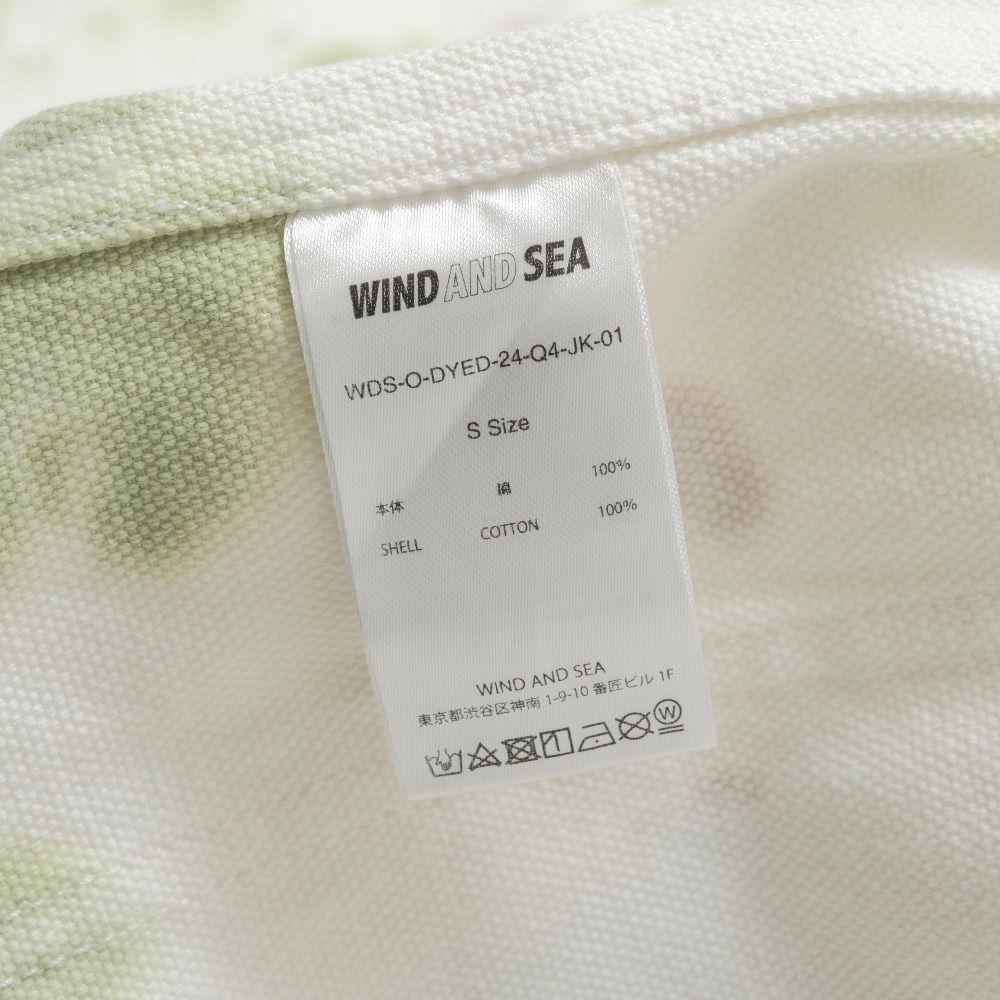 WIND AND SEA
WDS-O-DYED-24-Q4-JK-01
S Size
本体 綿 100%
SHELL COTTON 100%
WIND AND SEA
東京都渋谷区神南 1-9-10 番匠ビル 1F
W